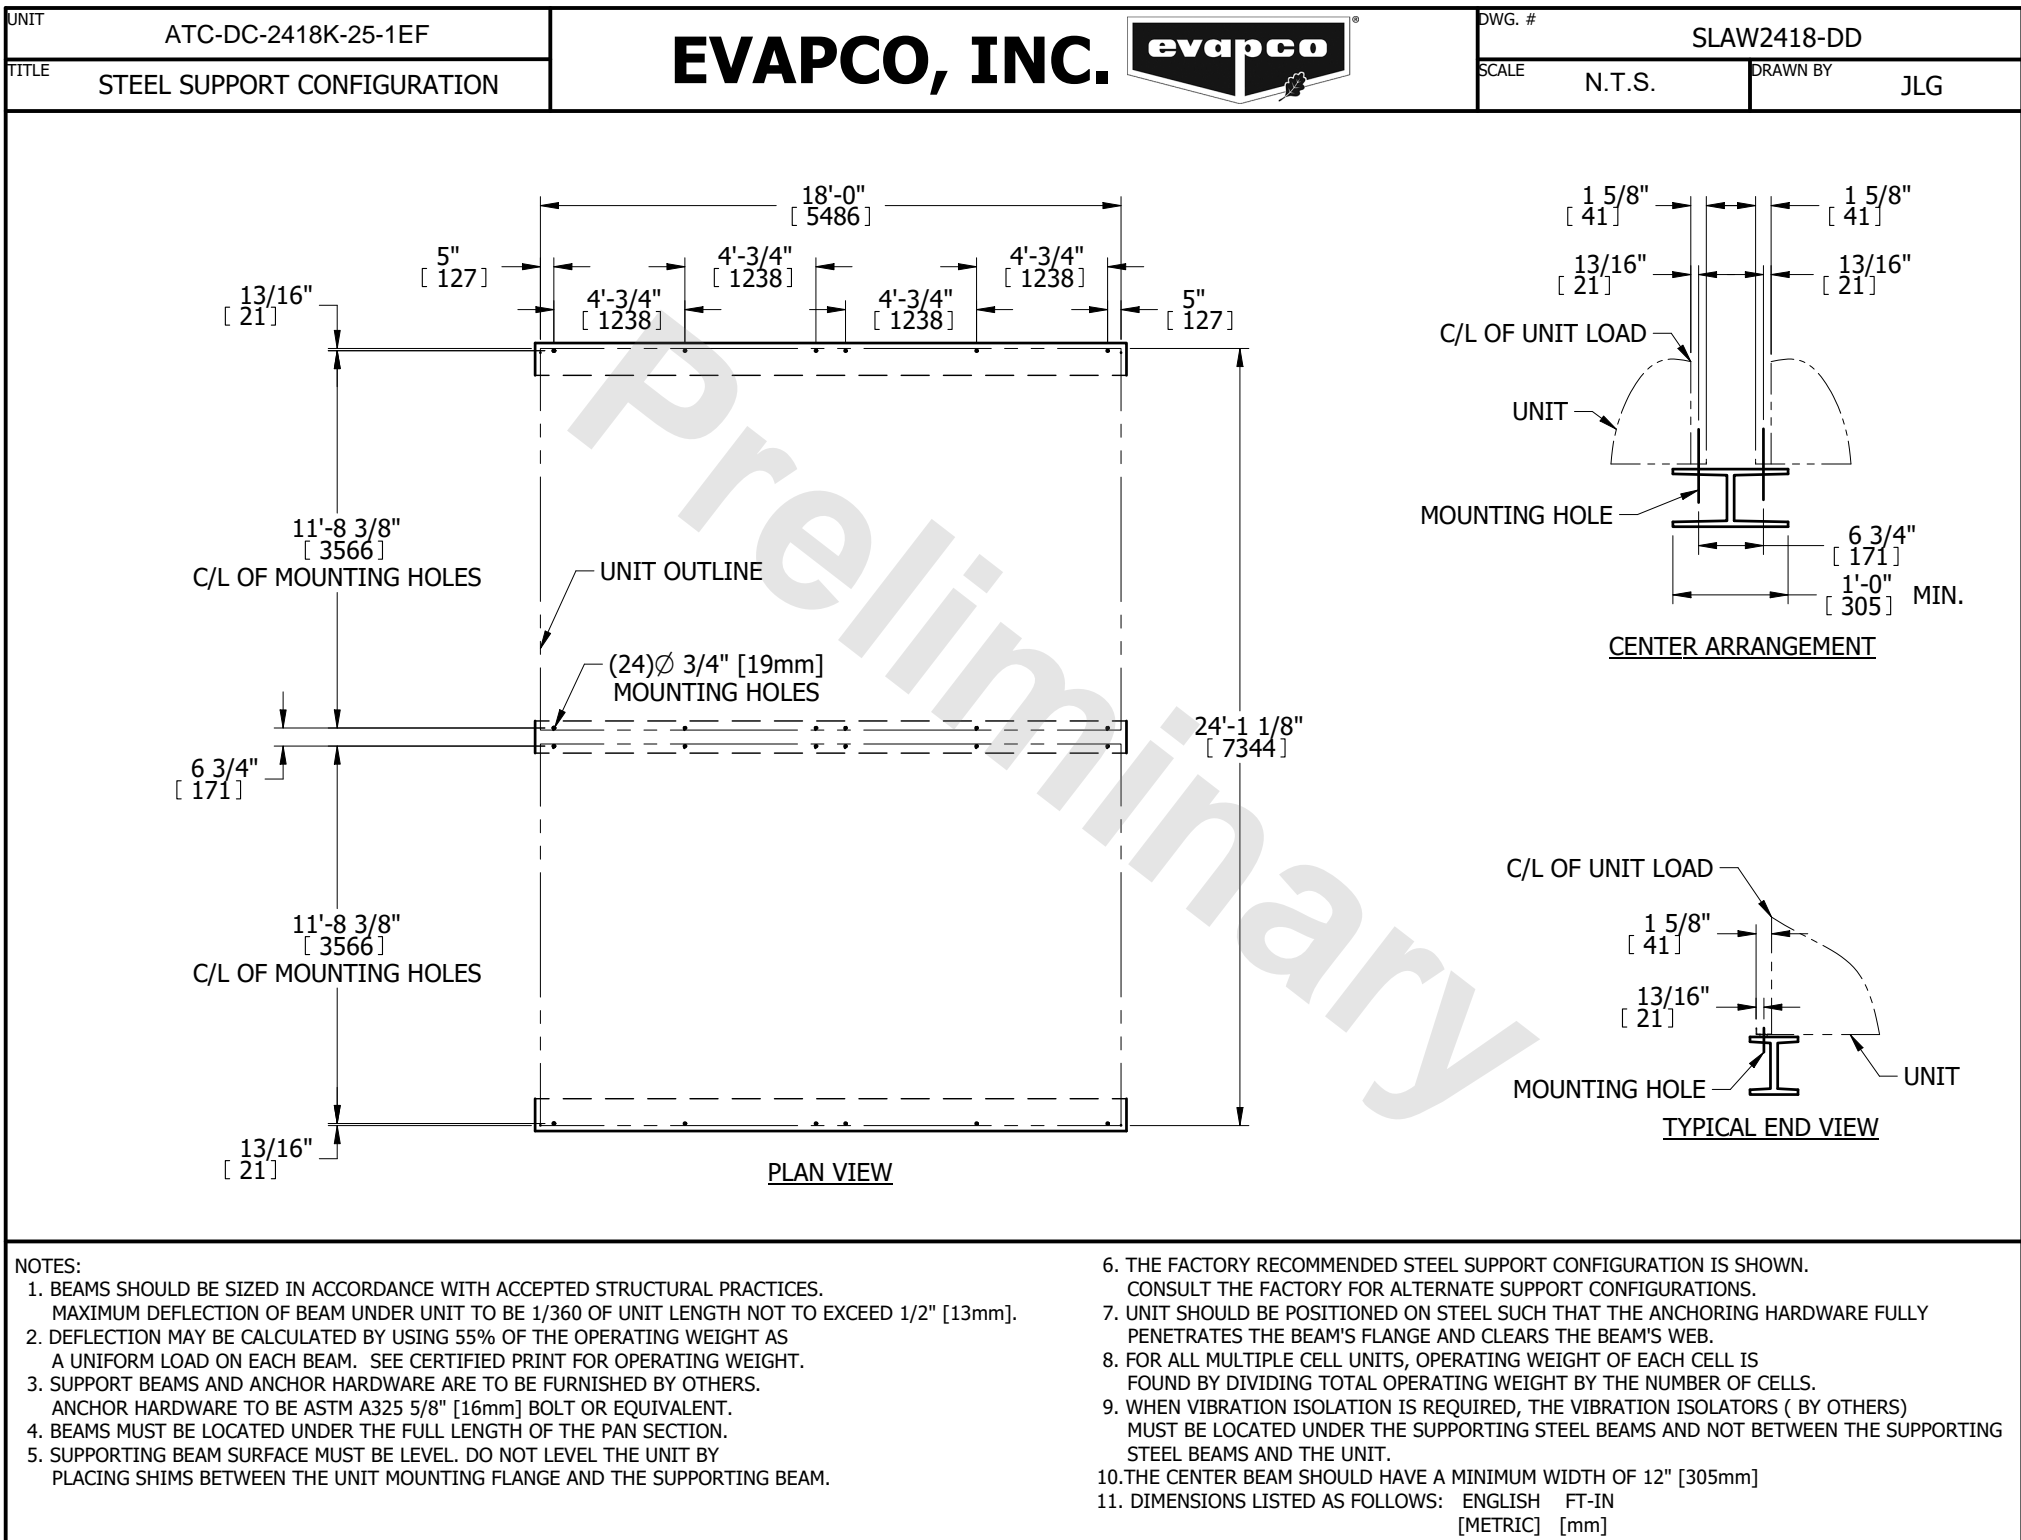 UNIT
ATC-DC-2418K-25-1EF
TITLE
STEEL SUPPORT CONFIGURATION
EVAPCO, INC.
evapco
®
DWG. #
SLAW2418-DD
SCALE
N.T.S.
DRAWN BY
JLG
18'-0"
[ 5486 ]
5"
[ 127 ]
4'-3/4"
[ 1238 ]
4'-3/4"
[ 1238 ]
13/16"
[ 21 ]
4'-3/4"
[ 1238 ]
4'-3/4"
[ 1238 ]
5"
[ 127 ]
11'-8 3/8"
[ 3566 ]
C/L OF MOUNTING HOLES
UNIT OUTLINE
(24)∅ 3/4" [19mm]
MOUNTING HOLES
6 3/4"
[ 171 ]
24'-1 1/8"
[ 7344 ]
11'-8 3/8"
[ 3566 ]
C/L OF MOUNTING HOLES
13/16"
[ 21 ]
PLAN VIEW
Preliminary
1 5/8"
[ 41 ]
1 5/8"
[ 41 ]
13/16"
[ 21 ]
13/16"
[ 21 ]
C/L OF UNIT LOAD
UNIT
MOUNTING HOLE
6 3/4"
[ 171 ]
1'-0"
[ 305 ]
MIN.
CENTER ARRANGEMENT
C/L OF UNIT LOAD
1 5/8"
[ 41 ]
13/16"
[ 21 ]
MOUNTING HOLE
UNIT
TYPICAL END VIEW
NOTES:
1. BEAMS SHOULD BE SIZED IN ACCORDANCE WITH ACCEPTED STRUCTURAL PRACTICES.
MAXIMUM DEFLECTION OF BEAM UNDER UNIT TO BE 1/360 OF UNIT LENGTH NOT TO EXCEED 1/2" [13mm].
2. DEFLECTION MAY BE CALCULATED BY USING 55% OF THE OPERATING WEIGHT AS
A UNIFORM LOAD ON EACH BEAM. SEE CERTIFIED PRINT FOR OPERATING WEIGHT.
3. SUPPORT BEAMS AND ANCHOR HARDWARE ARE TO BE FURNISHED BY OTHERS.
ANCHOR HARDWARE TO BE ASTM A325 5/8" [16mm] BOLT OR EQUIVALENT.
4. BEAMS MUST BE LOCATED UNDER THE FULL LENGTH OF THE PAN SECTION.
5. SUPPORTING BEAM SURFACE MUST BE LEVEL. DO NOT LEVEL THE UNIT BY
PLACING SHIMS BETWEEN THE UNIT MOUNTING FLANGE AND THE SUPPORTING BEAM.
6. THE FACTORY RECOMMENDED STEEL SUPPORT CONFIGURATION IS SHOWN.
CONSULT THE FACTORY FOR ALTERNATE SUPPORT CONFIGURATIONS.
7. UNIT SHOULD BE POSITIONED ON STEEL SUCH THAT THE ANCHORING HARDWARE FULLY
PENETRATES THE BEAM'S FLANGE AND CLEARS THE BEAM'S WEB.
8. FOR ALL MULTIPLE CELL UNITS, OPERATING WEIGHT OF EACH CELL IS
FOUND BY DIVIDING TOTAL OPERATING WEIGHT BY THE NUMBER OF CELLS.
9. WHEN VIBRATION ISOLATION IS REQUIRED, THE VIBRATION ISOLATORS ( BY OTHERS)
MUST BE LOCATED UNDER THE SUPPORTING STEEL BEAMS AND NOT BETWEEN THE SUPPORTING
STEEL BEAMS AND THE UNIT.
10.THE CENTER BEAM SHOULD HAVE A MINIMUM WIDTH OF 12" [305mm]
11. DIMENSIONS LISTED AS FOLLOWS: ENGLISH FT-IN
[METRIC] [mm]